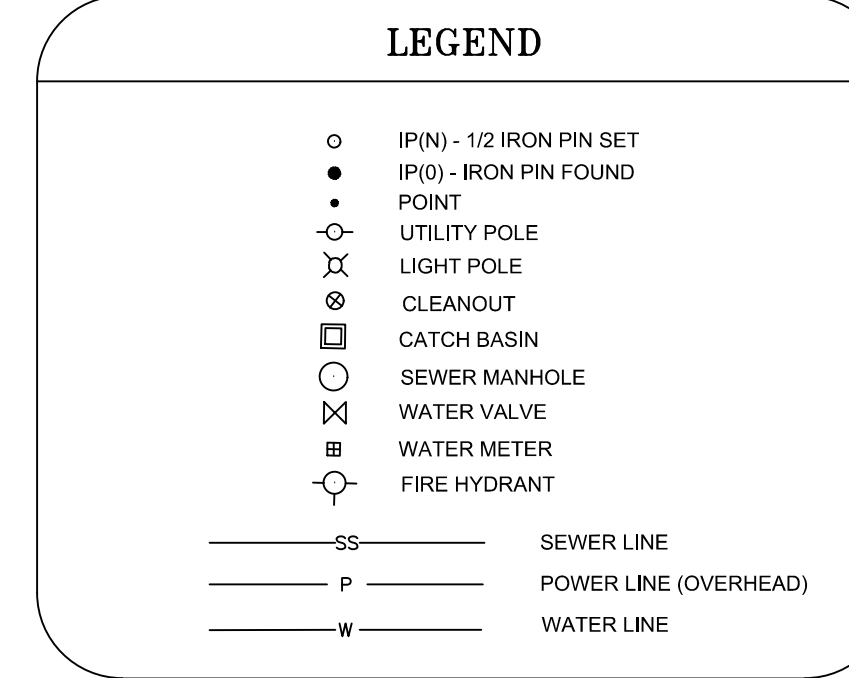 LEGEND
IP(N) - 1/2 IRON PIN SET
IP(0) - IRON PIN FOUND
POINT
UTILITY POLE
LIGHT POLE
CLEANOUT
CATCH BASIN
SEWER MANHOLE
WATER VALVE
WATER METER
FIRE HYDRANT
SS SEWER LINE
P POWER LINE (OVERHEAD)
W WATER LINE